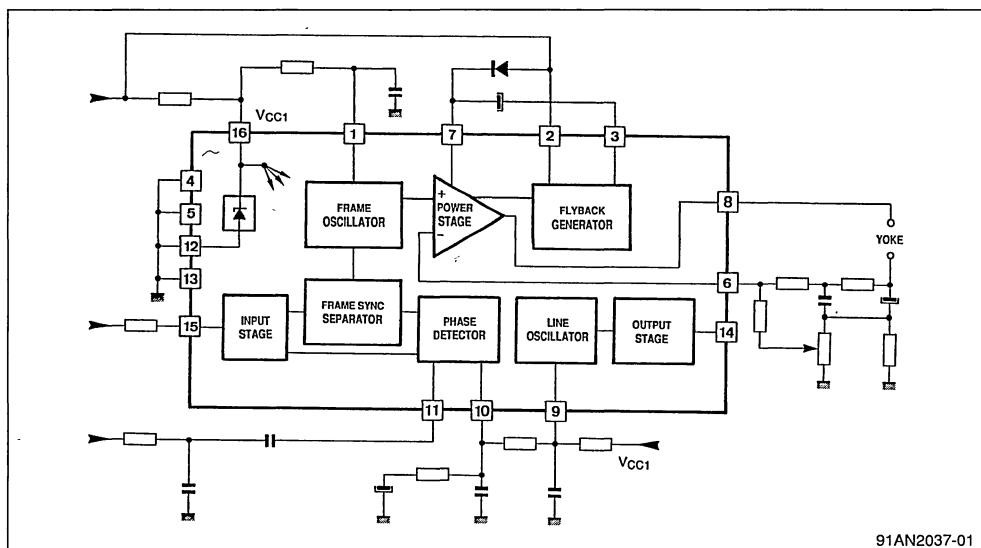 VCC1
16
1
7
2
3
4
5
12
13
15
FRAME
OSCILLATOR
+
POWER
STAGE
−
FLYBACK
GENERATOR
8
YOKE
6
FRAME SYNC
SEPARATOR
INPUT
STAGE
PHASE
DETECTOR
LINE
OSCILLATOR
OUTPUT
STAGE
14
11
10
9
VCC1
91AN2037-01